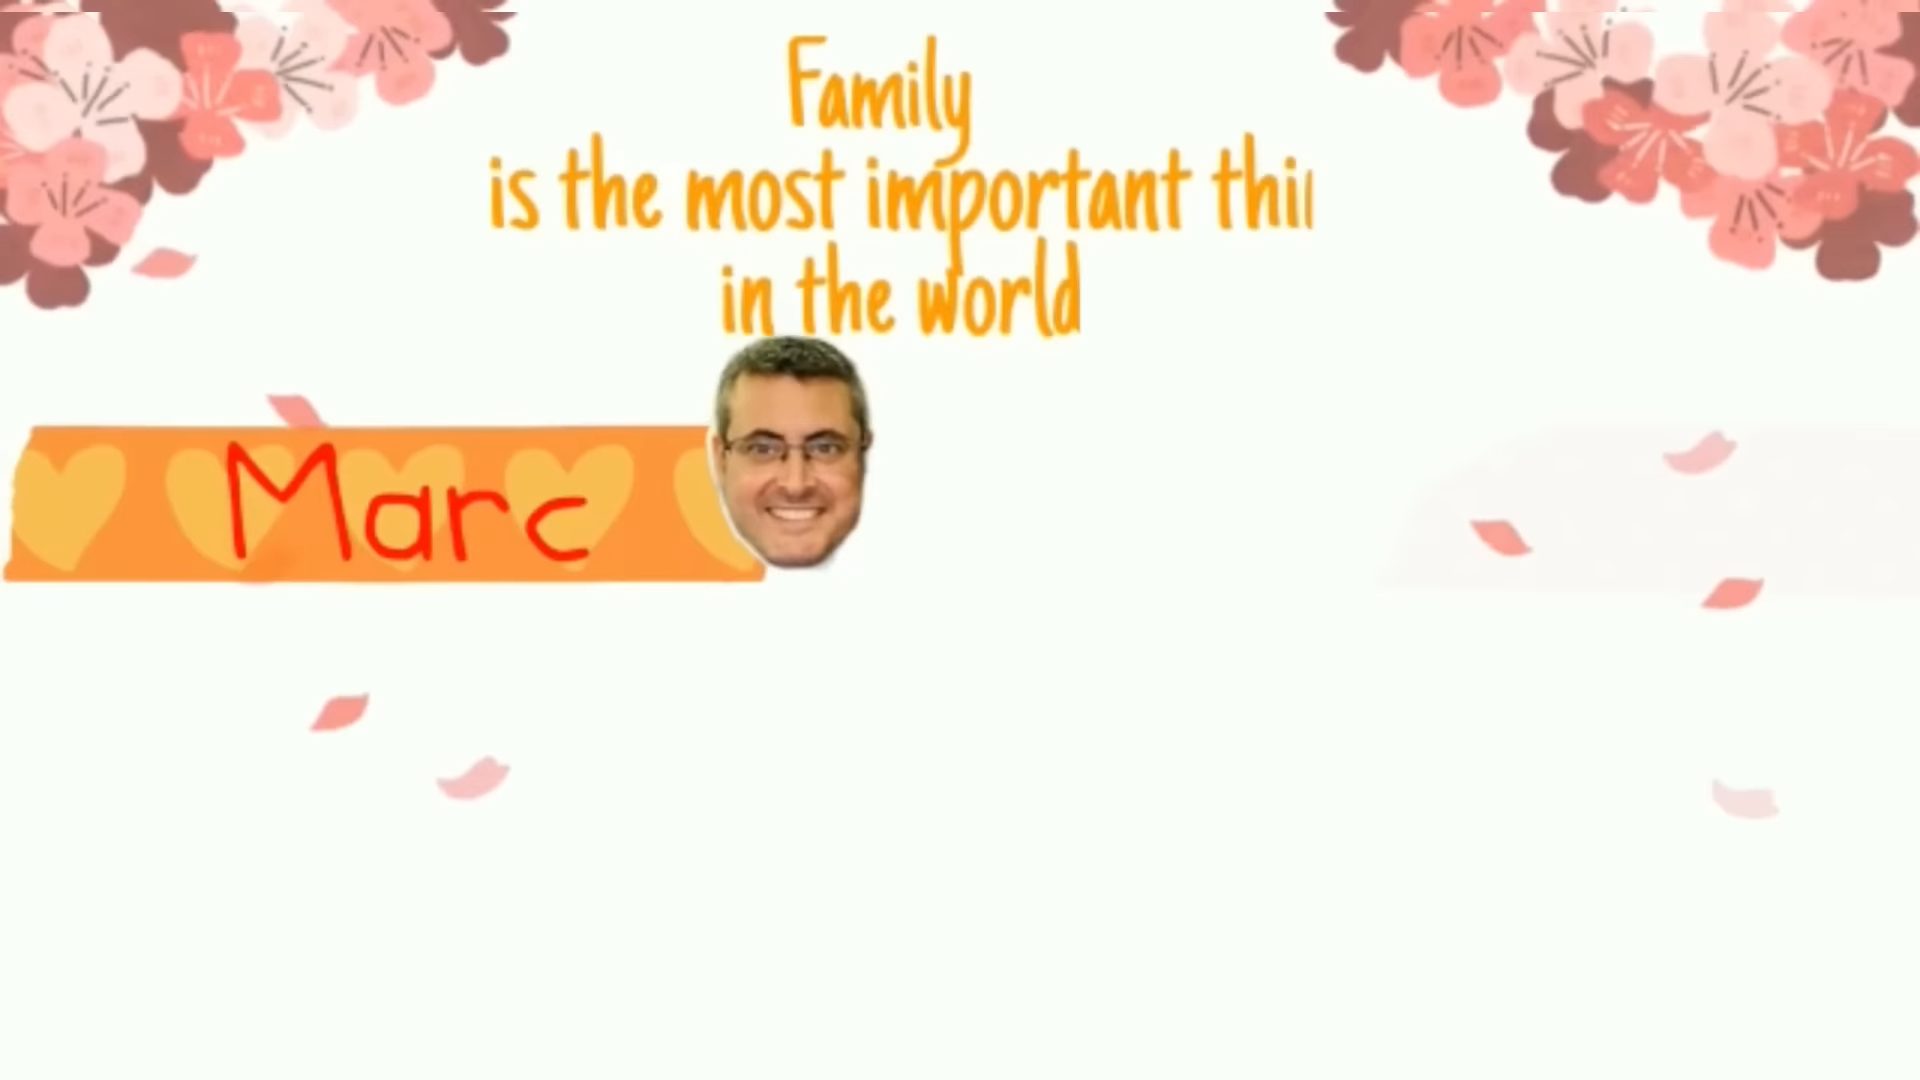 Family
is the most important thi
in the world
Marc